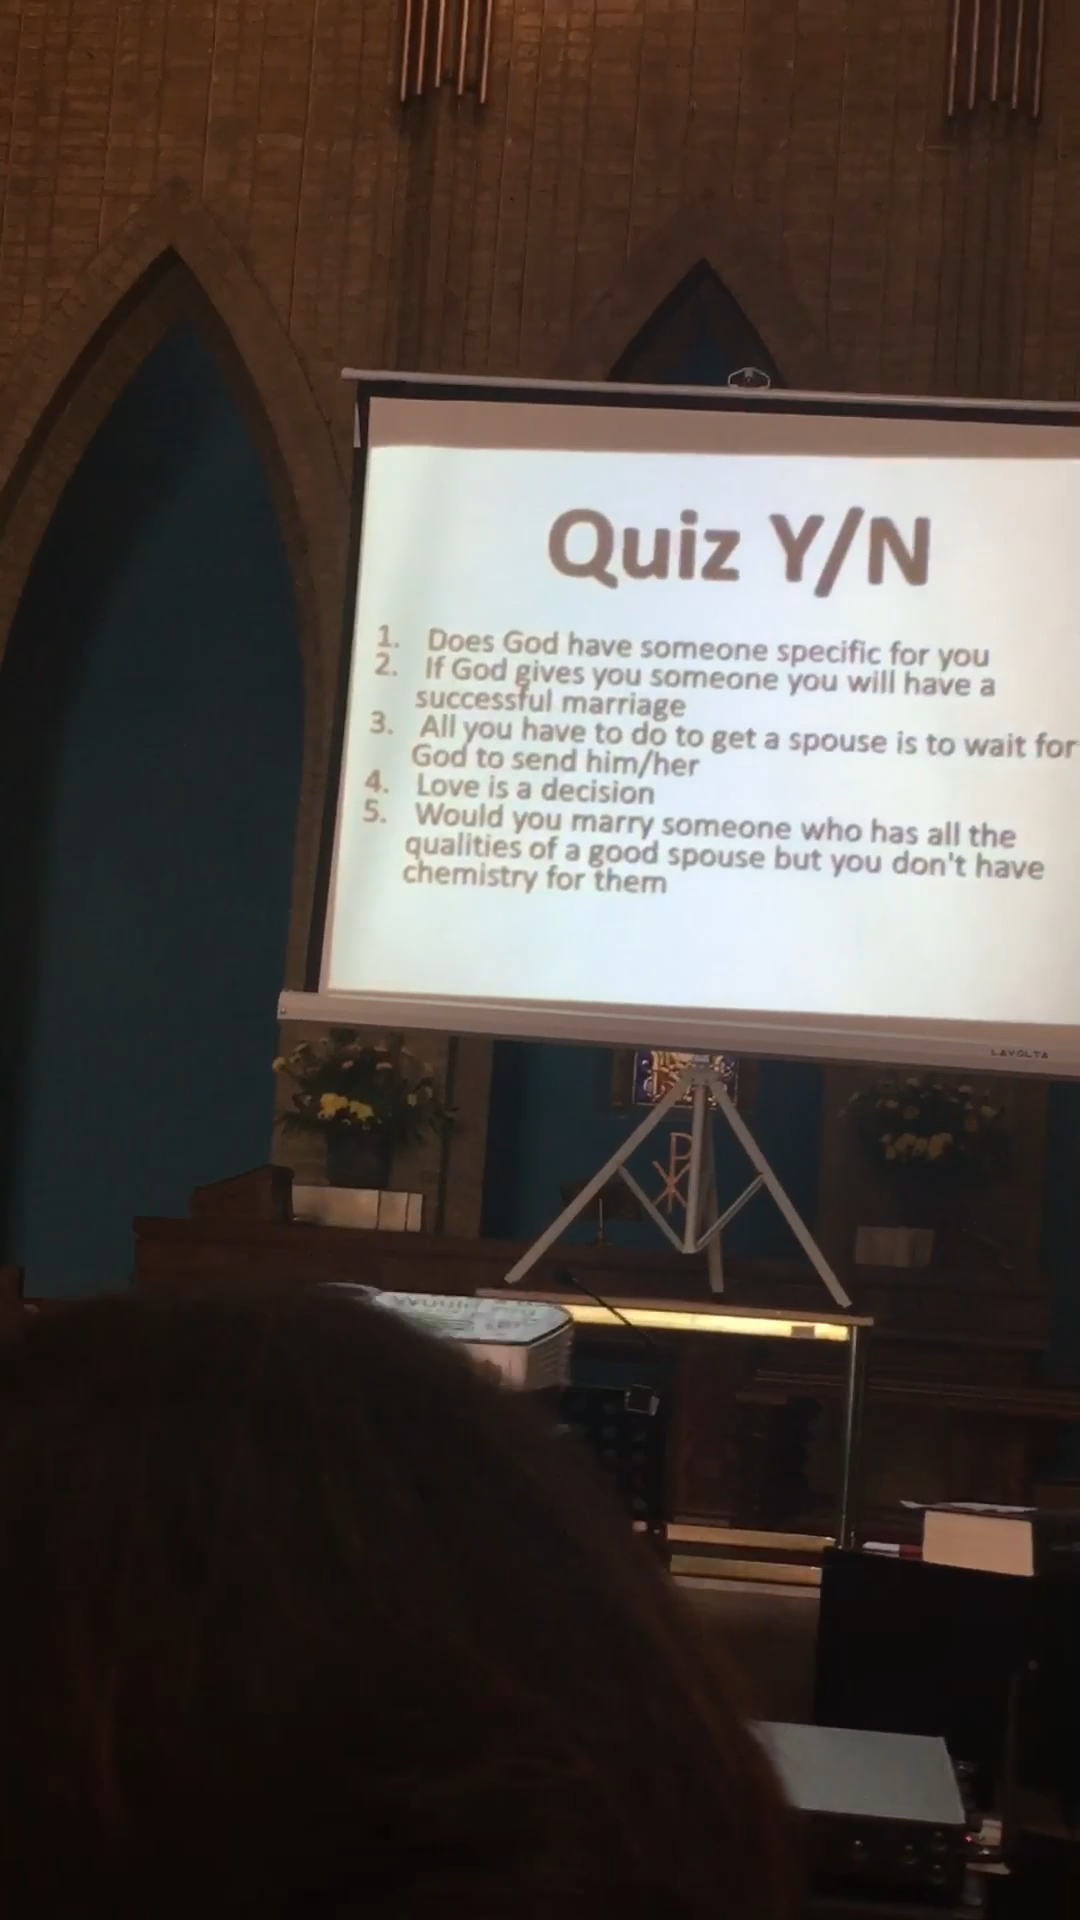 Quiz Y/N
1. Does God have someone specific for you
2. If God gives you someone you will have a
successful marriage
3. All you have to do to get a spouse is to wait for
God to send him/her
4. Love is a decision
5. Would you marry someone who has all the
qualities of a good spouse but you don't have
chemistry for them
LAVOLTA